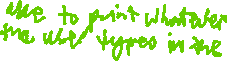 use to print whatever
the user types in the